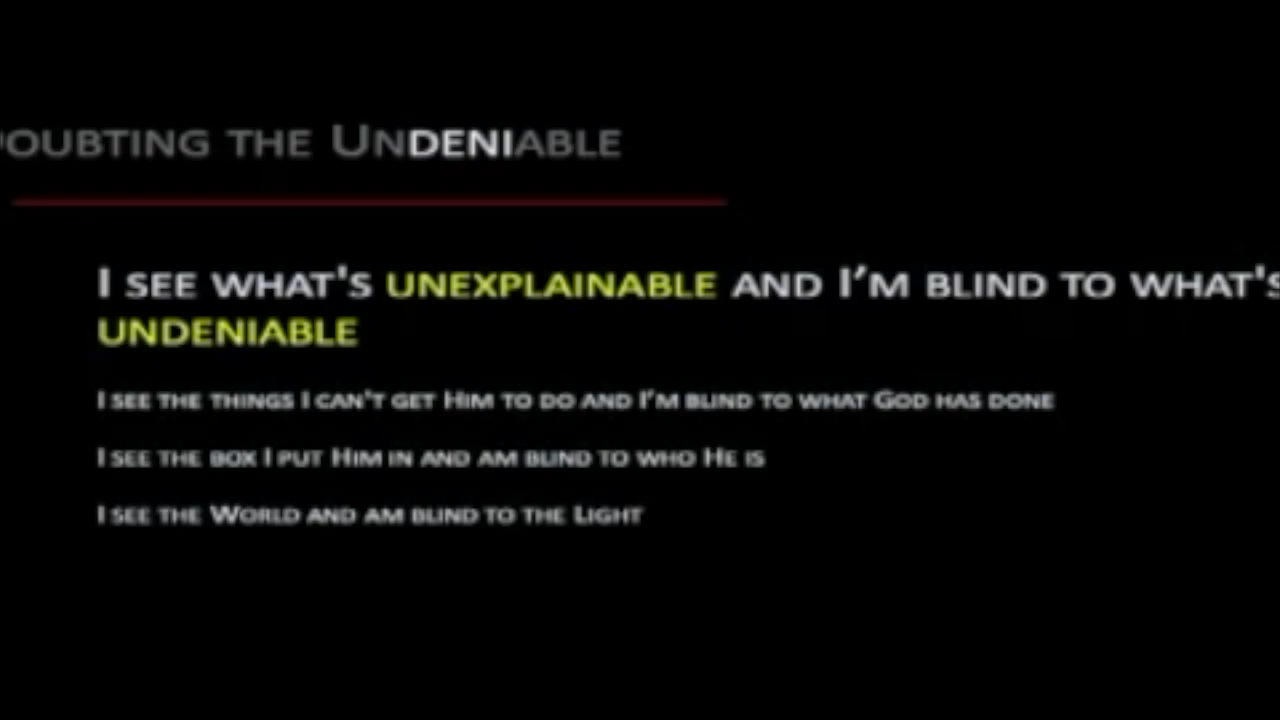 DOUBTING THE UNDENIABLE
I SEE WHAT'S UNEXPLAINABLE AND I'M BLIND TO WHAT'S
UNDENIABLE
I SEE THE THINGS I CAN'T GET HIM TO DO AND I'M BLIND TO WHAT GOD HAS DONE
I SEE THE BOX I PUT HIM IN AND AM BLIND TO WHO HE IS
I SEE THE WORLD AND AM BLIND TO THE LIGHT